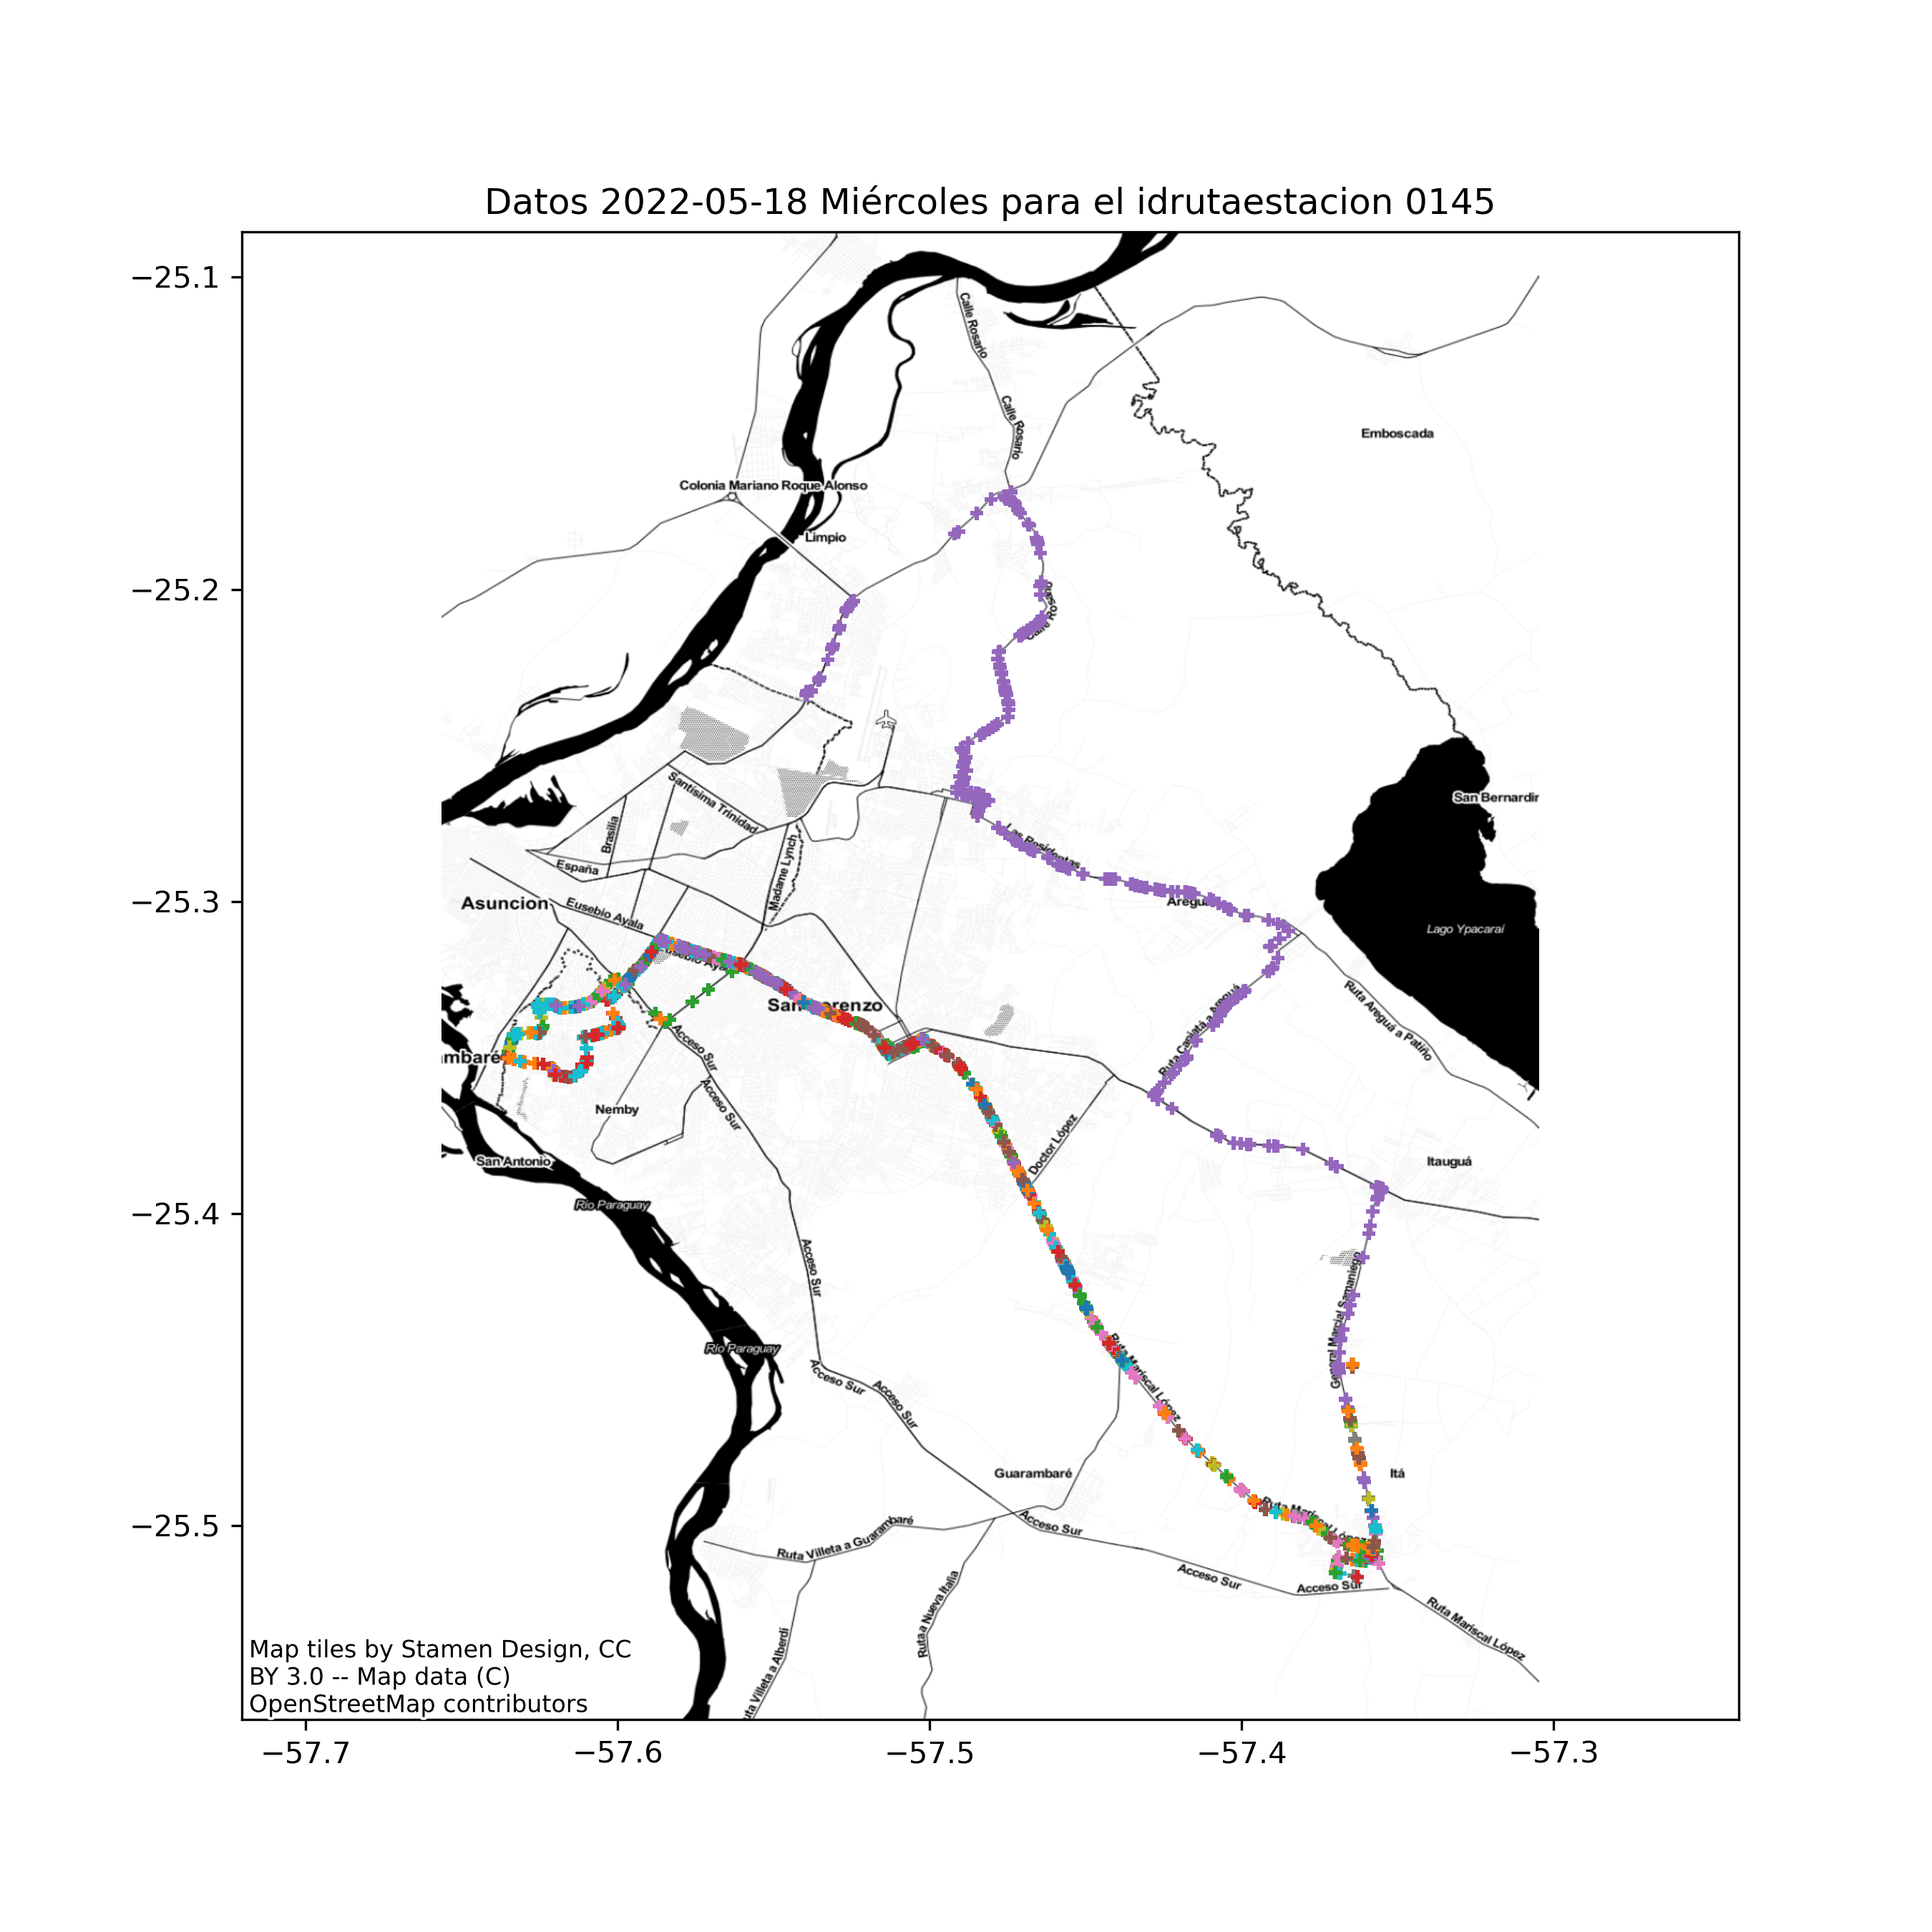 Datos 2022-05-18 Miércoles para el idrutaestacion 0145
−25.1
Calle Rosario
Calle Rosario
Emboscada
Colonia Mariano Roque Alonso
Limpio
−25.2
Santísima Trinidad
San Bernardin
Brasilia
Las Residentas
España
Madame Lynch
−25.3
Asuncion
Eusebio Ayala
Lago Ypacaraí
Eusebio Ayala
Ruta Areguá a Patiño
Ruta Capiatá a Areguá
Acceso Sur
Acceso Sur
Nemby
Doctor López
San Antonio
Itauguá
Río Paraguay
−25.4
Acceso Sur
General Marcial Samaniego
Río Paraguay
Ruta Mariscal López
Acceso Sur
Acceso Sur
Guarambaré
Itá
Ruta Mariscal López
−25.5
Acceso Sur
Ruta Villeta a Guarambaré
Acceso Sur
Acceso Sur
Ruta a Nueva Italia
Ruta Mariscal López
uta Villeta a Alberdi
Map tiles by Stamen Design, CC
BY 3.0 -- Map data (C)
OpenStreetMap contributors
−57.7
−57.6
−57.5
−57.4
−57.3